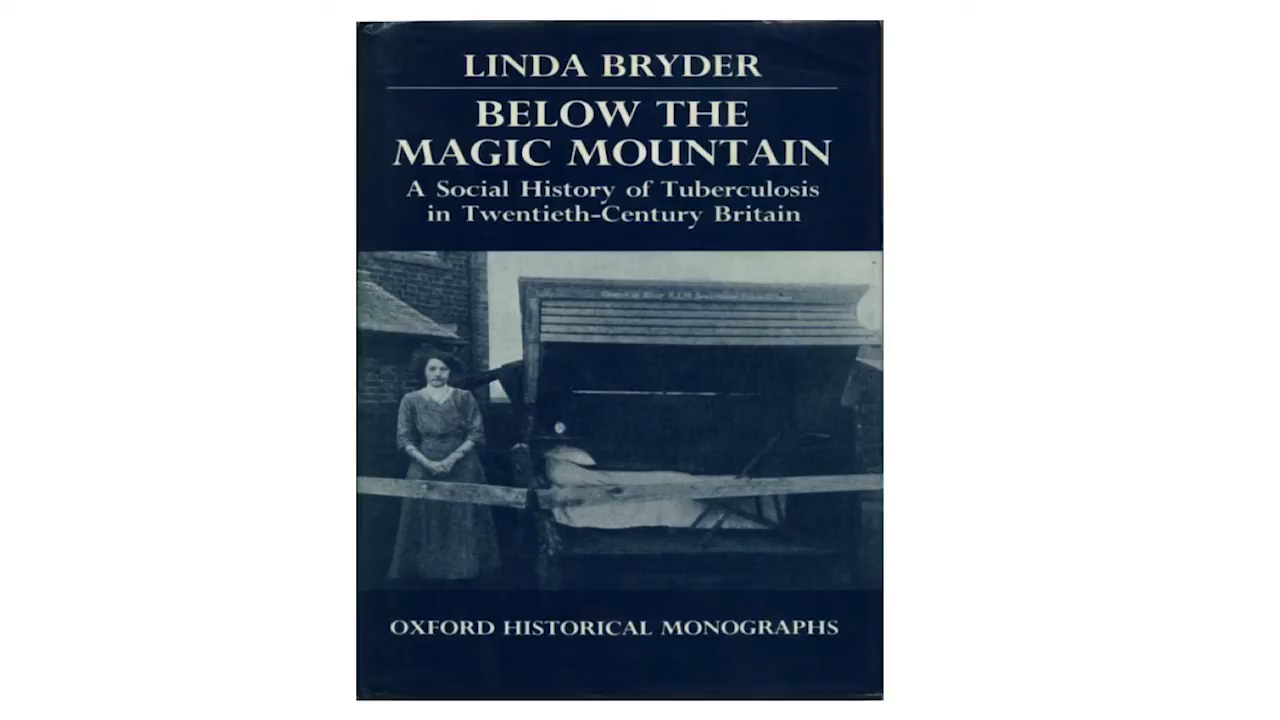 LINDA BRYDER
BELOW THE
MAGIC MOUNTAIN
A Social History of Tuberculosis
in Twentieth-Century Britain
OXFORD HISTORICAL MONOGRAPHS